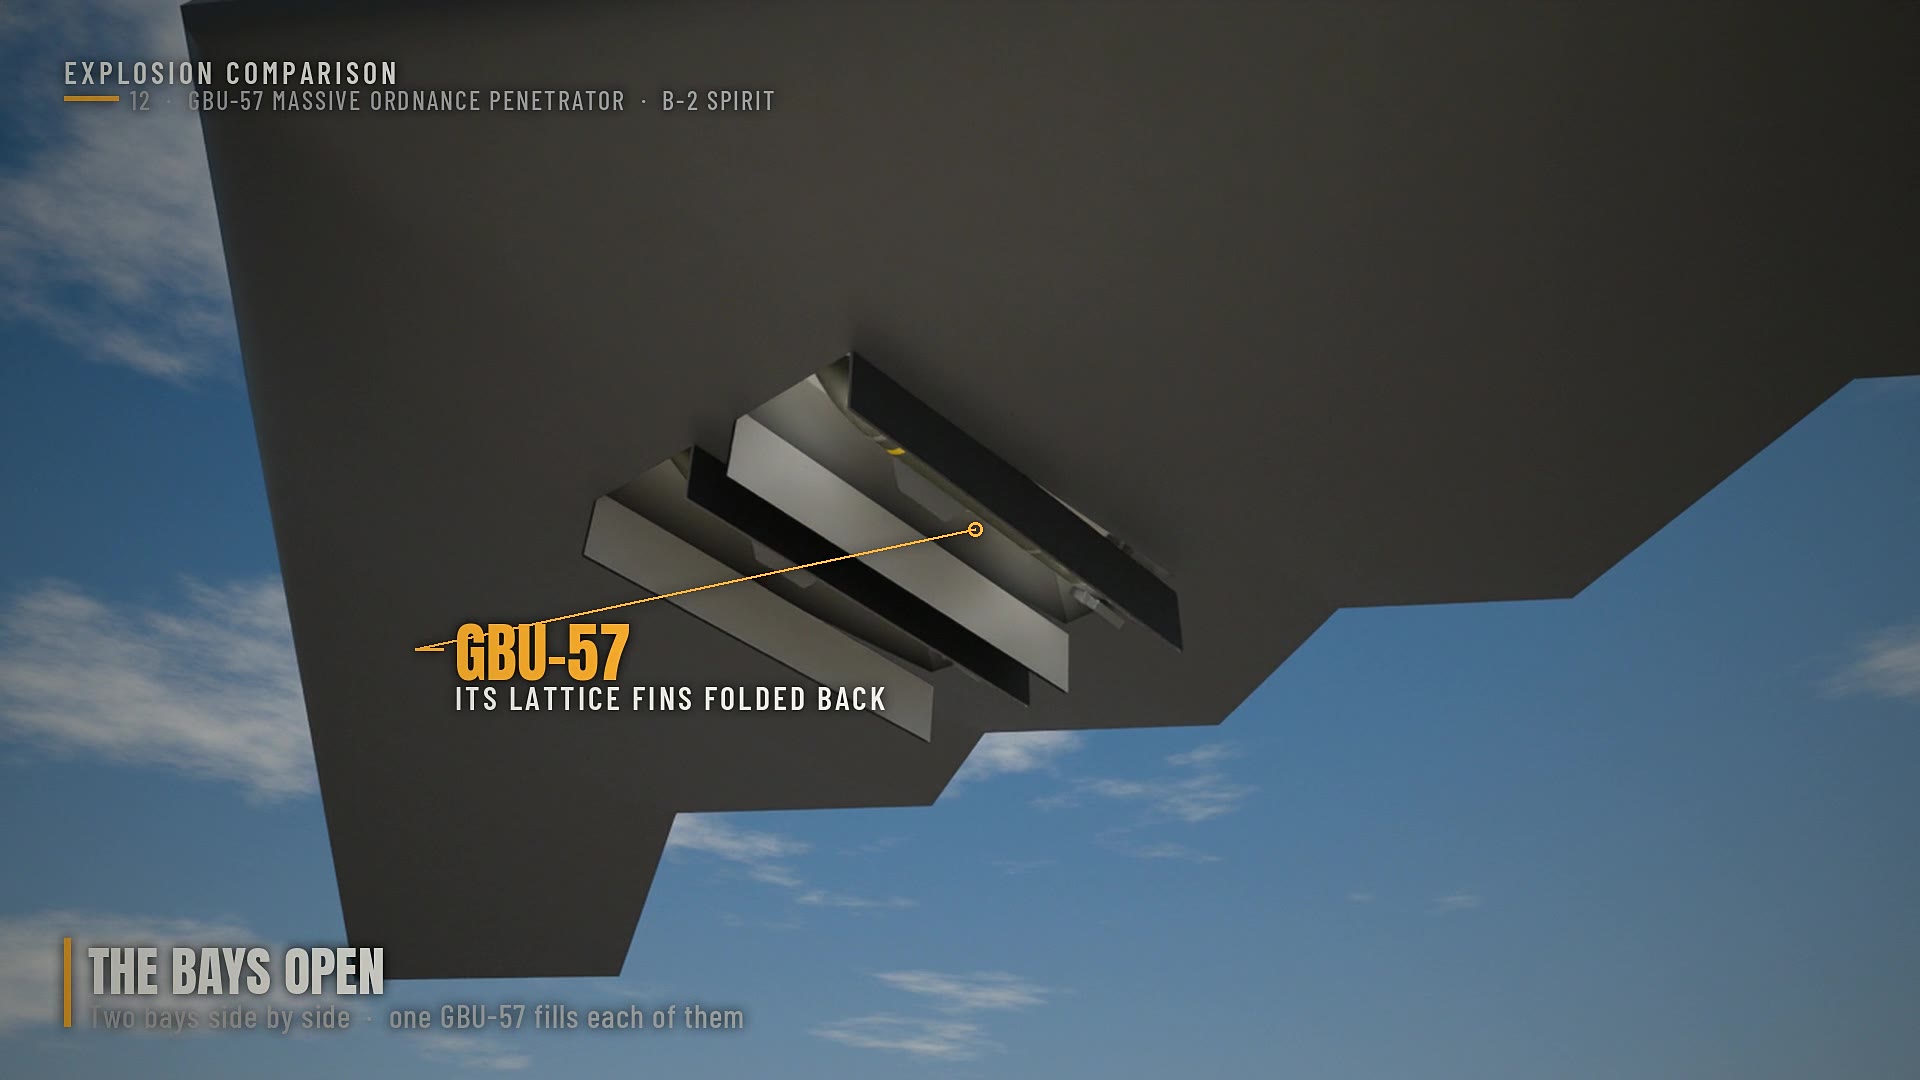 EXPLOSION COMPARISON
12 · GBU-57 MASSIVE ORDNANCE PENETRATOR · B-2 SPIRIT
GBU-57
ITS LATTICE FINS FOLDED BACK
THE BAYS OPEN
Two bays side by side · one GBU-57 fills each of them